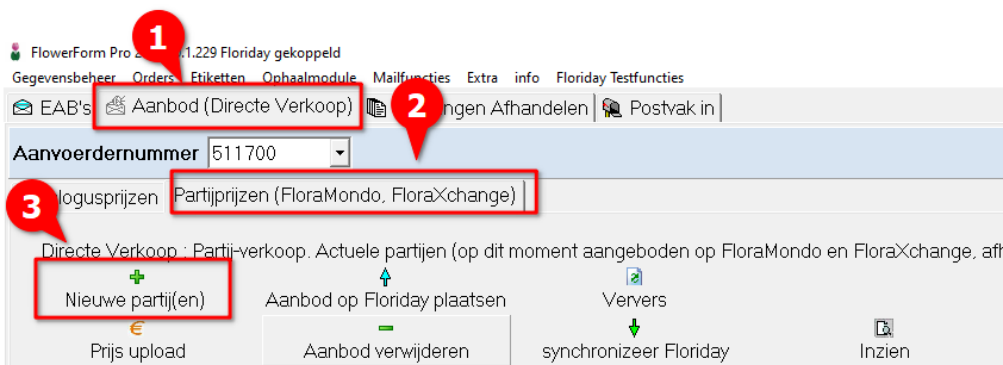 1
FlowerForm Pro .1.229 Floriday gekoppeld
Gegevensbeheer Orders Etiketten Ophaalmodule Mailfuncties Extra info Floriday Testfuncties
EAB's Aanbod (Directe Verkoop) 2 ngen Afhandelen Postvak in
Aanvoerdernummer 511700
3 logusprijzen Partijprijzen (FloraMondo, FloraXchange)
Directe Verkoop : Partij-verkoop. Actuele partijen (op dit moment aangeboden op FloraMondo en FloraXchange, afh
Nieuwe partij(en) Aanbod op Floriday plaatsen Ververs
Prijs upload Aanbod verwijderen synchronizeer Floriday Inzien